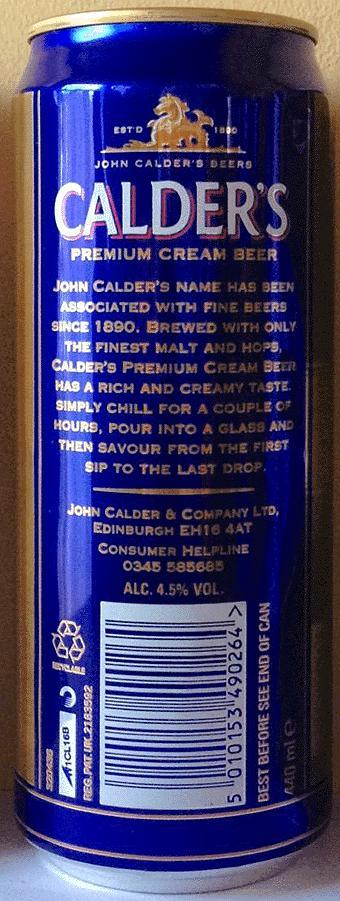 EST'D 1890
JOHN CALDER'S BEERS
CALDER'S
PREMIUM CREAM BEER
JOHN CALDER'S NAME HAS BEEN
ASSOCIATED WITH FINE BEERS
SINCE 1890. BREWED WITH ONLY
THE FINEST MALT AND HOPS,
CALDER'S PREMIUM CREAM BEER
HAS A RICH AND CREAMY TASTE.
SIMPLY CHILL FOR A COUPLE OF
HOURS, POUR INTO A GLASS AND
THEN SAVOUR FROM THE FIRST
SIP TO THE LAST DROP.
JOHN CALDER & COMPANY LTD,
EDINBURGH EH16 4AT
CONSUMER HELPLINE
0345 585685
ALC. 4.5% VOL.
RECYCLABLE
1CL16B
REG.PAT.UK.2183592
5 010153 490264 >
BEST BEFORE SEE END OF CAN
440 ml e